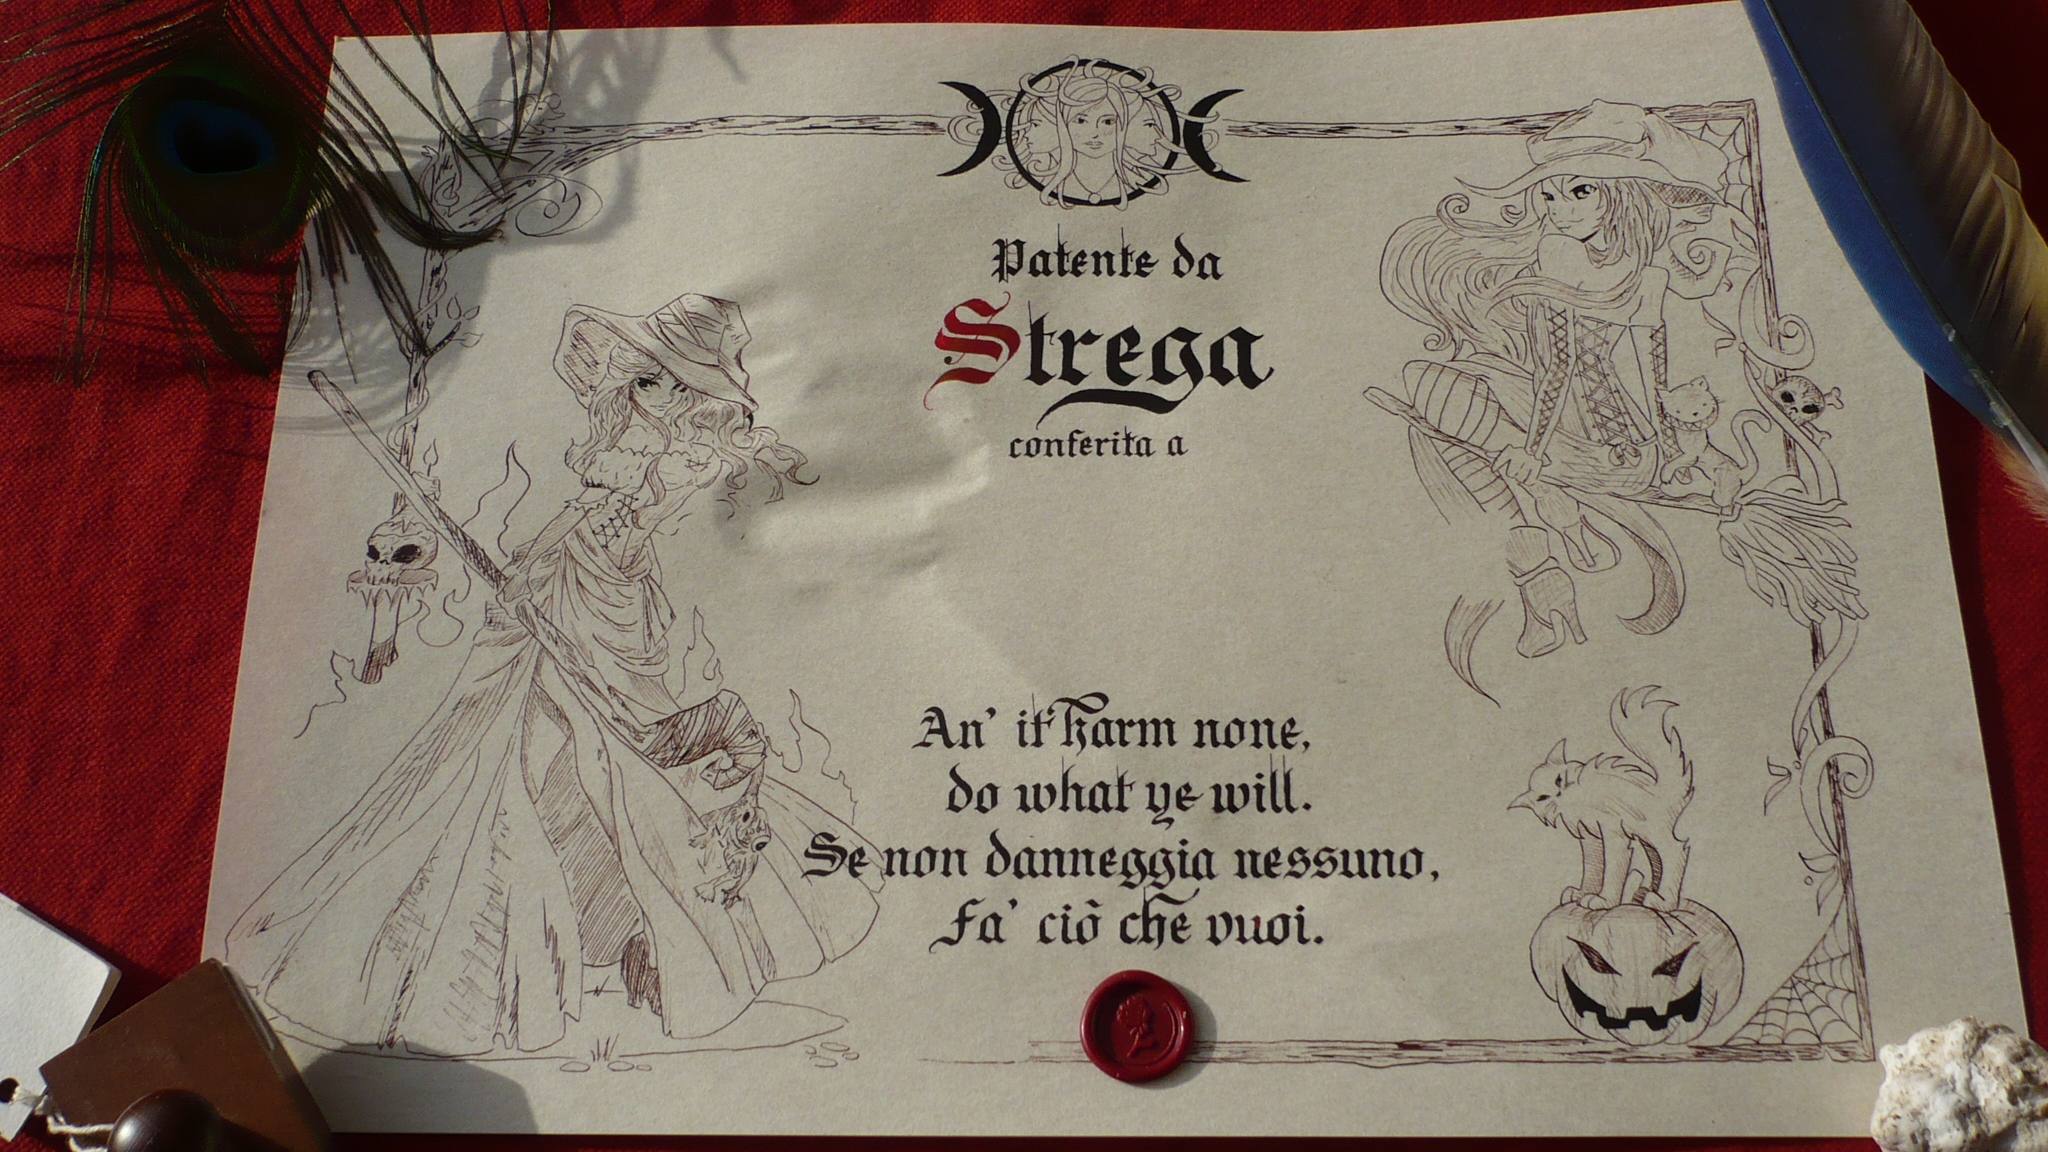 Patente da
Strega
conferita a
An' it harm none,
do what ye will.
Se non danneggia nessuno,
fa' ciò che vuoi.